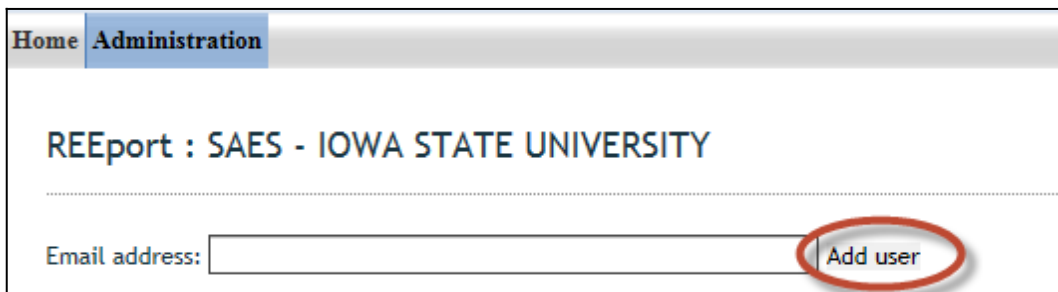 Home Administration
REEport : SAES - IOWA STATE UNIVERSITY
Email address: Add user